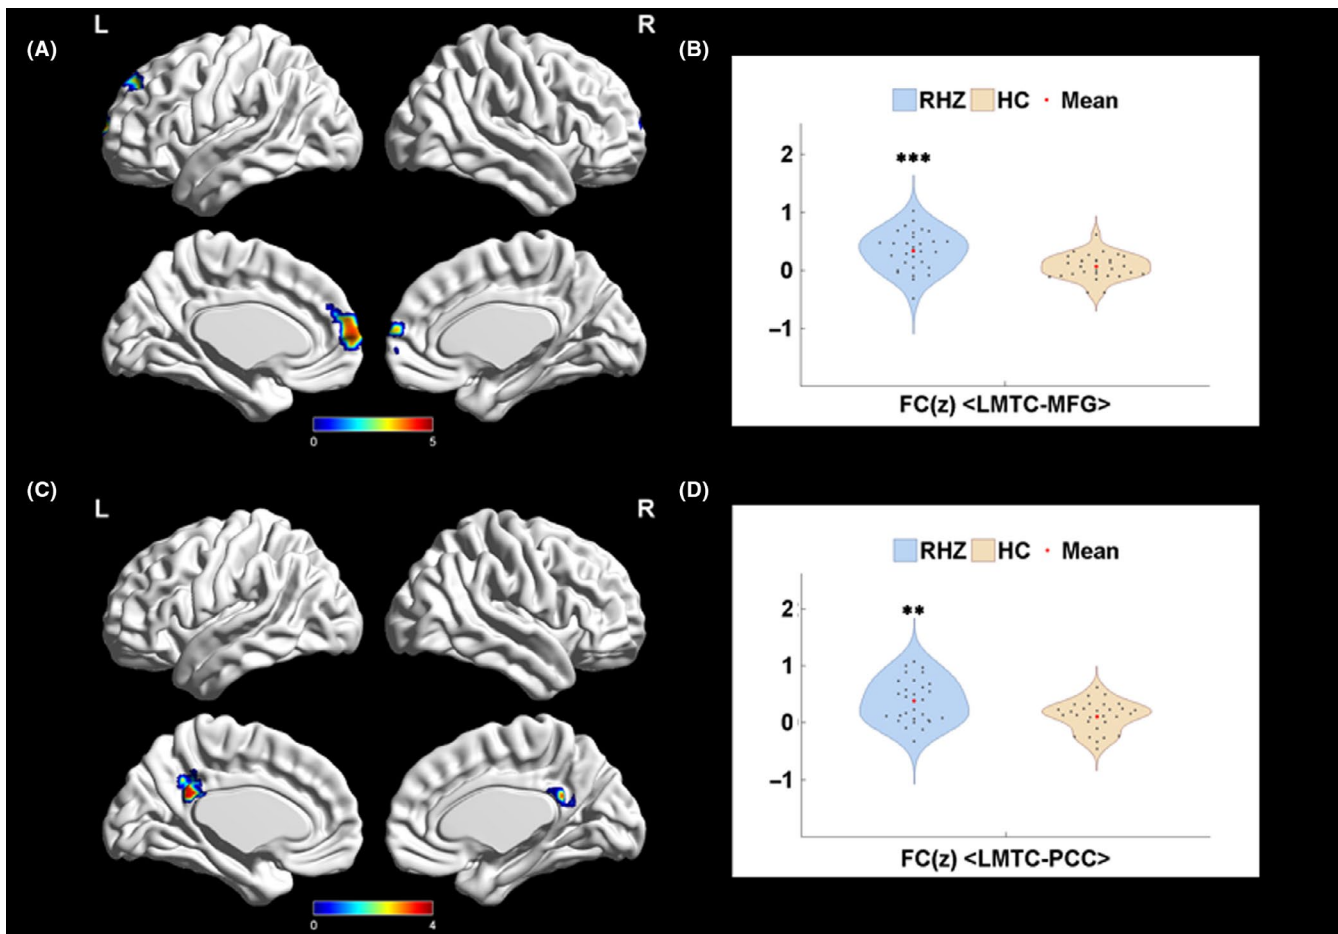 L R
(A)
(B)
RHZ HC Mean
2
***
1
0
−1
FC(z) <LMTC-MFG>
0 5
(C)
L R
(D)
RHZ HC Mean
2
**
1
0
−1
FC(z) <LMTC-PCC>
0 4